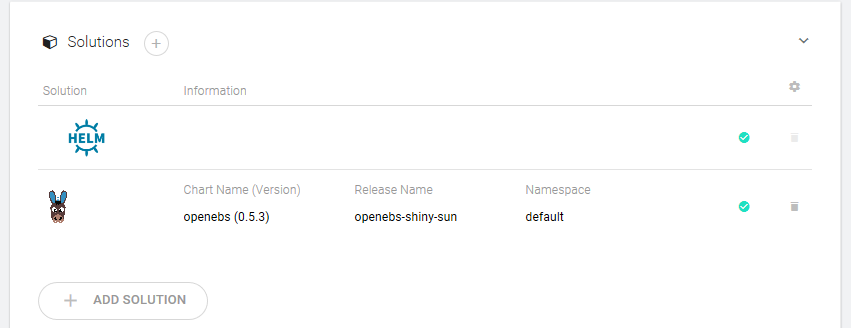 Solutions
Solution Information
HELM
Chart Name (Version) Release Name Namespace
openebs (0.5.3) openebs-shiny-sun default
ADD SOLUTION